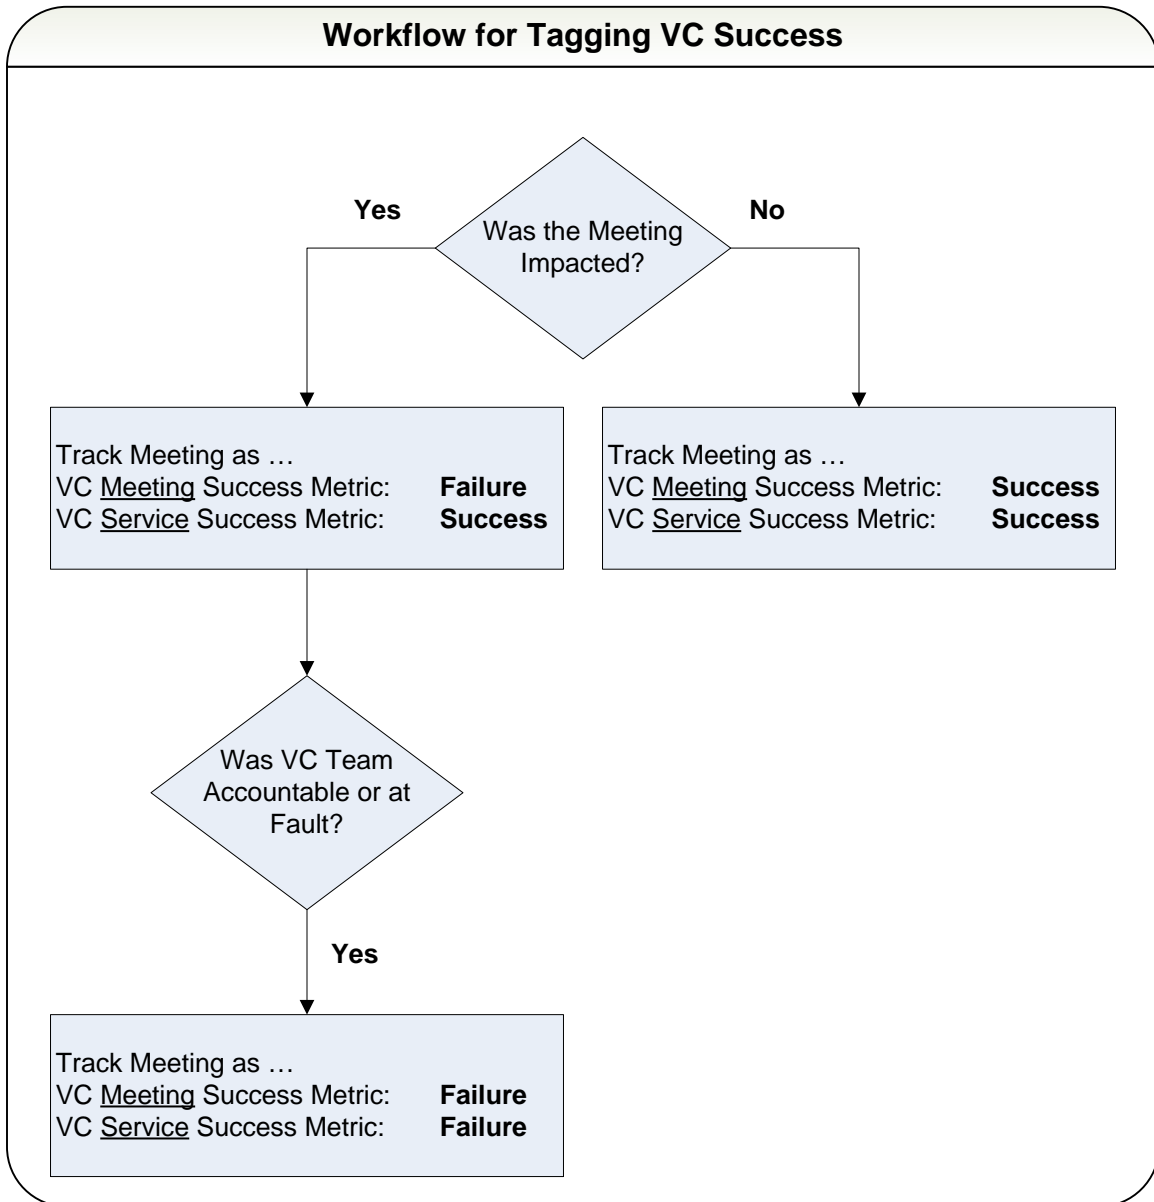 Workflow for Tagging VC Success
Yes
No
Was the Meeting
Impacted?
Track Meeting as …
VC Meeting Success Metric: Failure
VC Service Success Metric: Success
Track Meeting as …
VC Meeting Success Metric: Success
VC Service Success Metric: Success
Was VC Team
Accountable or at
Fault?
Yes
Track Meeting as …
VC Meeting Success Metric: Failure
VC Service Success Metric: Failure